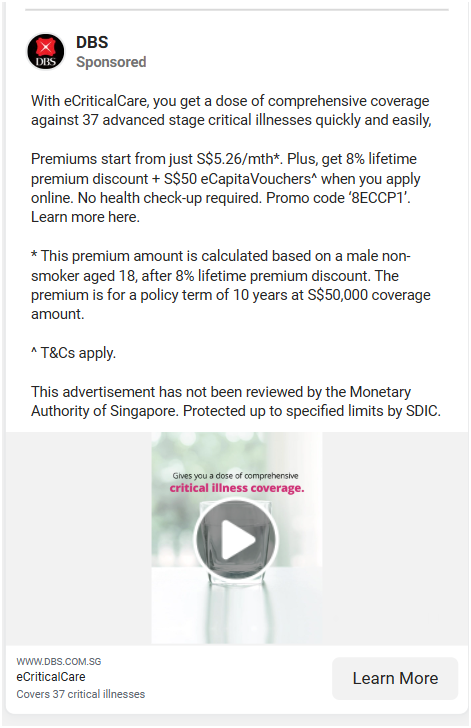 DBS
DBS
Sponsored
With eCriticalCare, you get a dose of comprehensive coverage
against 37 advanced stage critical illnesses quickly and easily,
Premiums start from just S$5.26/mth*. Plus, get 8% lifetime
premium discount + S$50 eCapitaVouchers^ when you apply
online. No health check-up required. Promo code ‘8ECCP1’.
Learn more here.
* This premium amount is calculated based on a male non-
smoker aged 18, after 8% lifetime premium discount. The
premium is for a policy term of 10 years at S$50,000 coverage
amount.
^ T&Cs apply.
This advertisement has not been reviewed by the Monetary
Authority of Singapore. Protected up to specified limits by SDIC.
Gives you a dose of comprehensive
critical illness coverage.
WWW.DBS.COM.SG
eCriticalCare
Covers 37 critical illnesses
Learn More